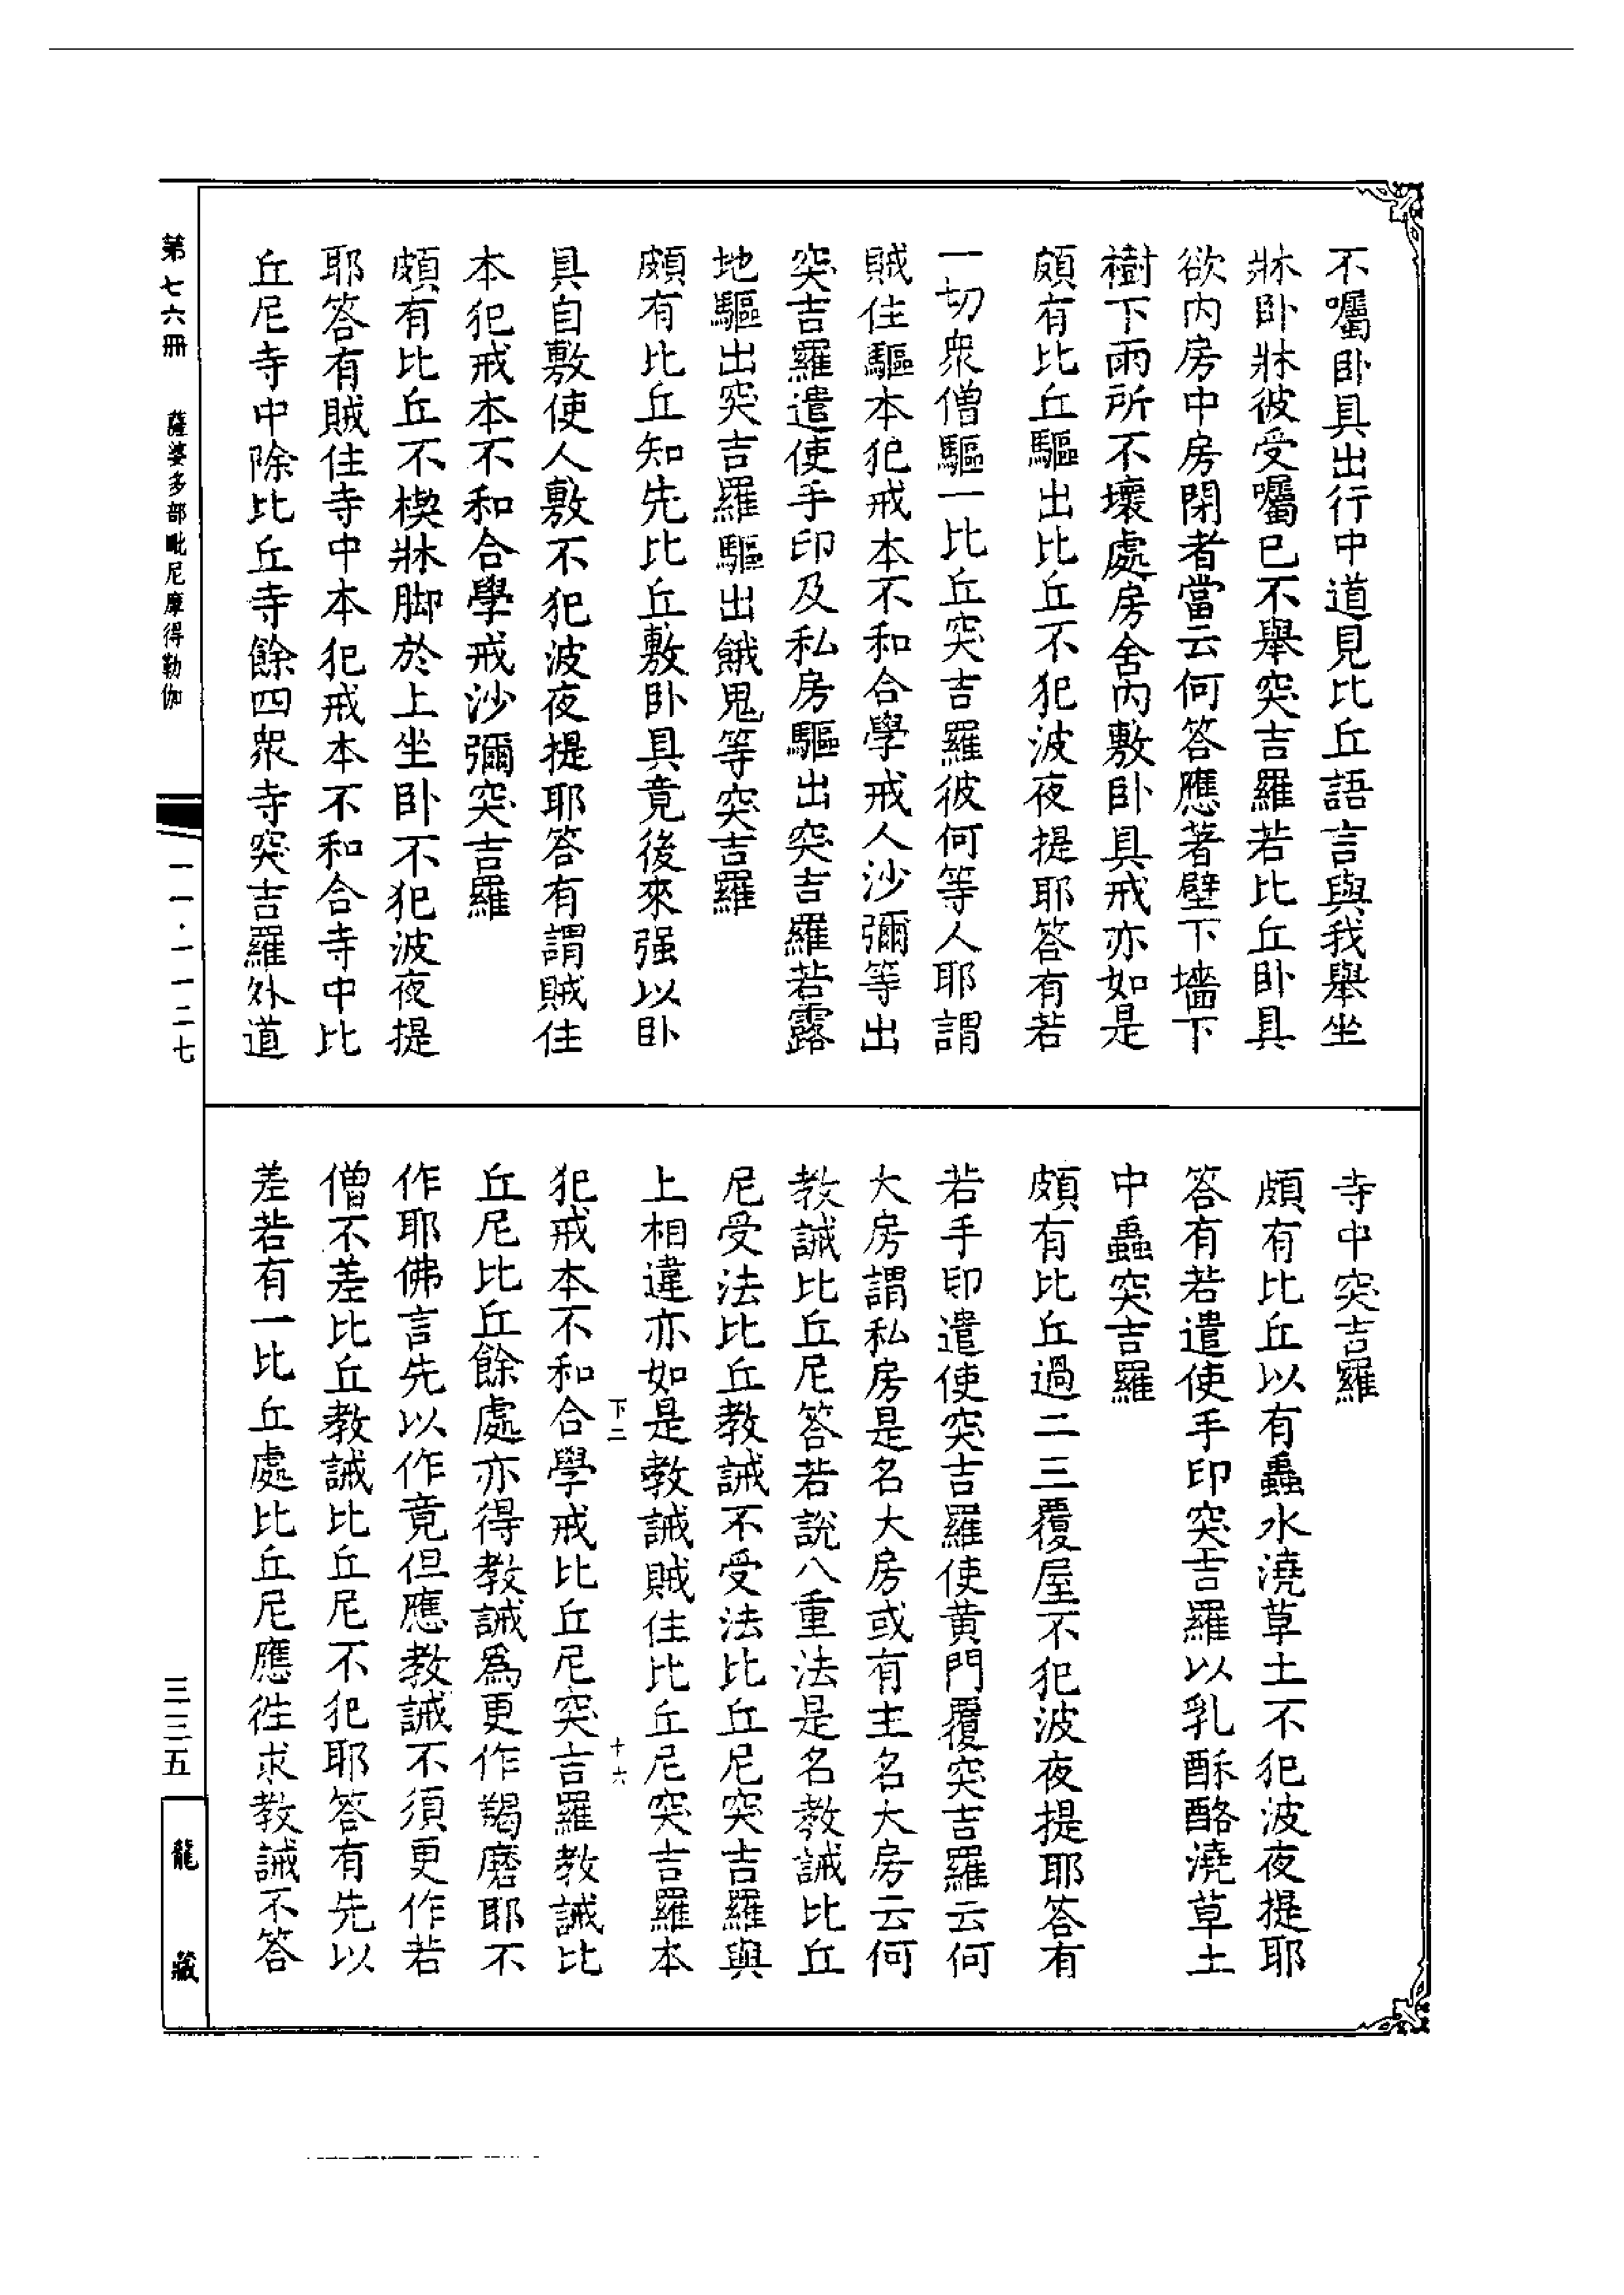 不囑卧具出行中道見比丘語言與我舉坐
牀卧牀彼受囑已不舉突吉羅若比丘卧具
欲内房中房閉者當云何答應著壁下墻下
樹下雨所不壞處房舍内敷卧具戒亦如是
頗有比丘驅出比丘不犯波夜提耶答有若
一切衆僧驅一比丘突吉羅彼何等人耶謂
賊住驅本犯戒本不和合學戒人沙彌等出
突吉羅遣使手印及私房驅出突吉羅若露
地驅出突吉羅驅出餓鬼等突吉羅
頗有比丘知先比丘敷卧具竟後來强以卧
具自敷使人敷不犯波夜提耶答有謂賊住
本犯戒本不和合學戒沙彌突吉羅
頗有比丘不楔牀脚於上坐卧不犯波夜提
耶答有賊住寺中本犯戒本不和合寺中比
丘尼寺中除比丘寺餘四衆寺突吉羅外道
寺中突吉羅
頗有比丘以有蟲水澆草土不犯波夜提耶
答有若遣使手印突吉羅以乳酥酪澆草土
中蟲突吉羅
頗有比丘過二三覆屋不犯波夜提耶答有
若手印遣使突吉羅使黄門覆突吉羅云何
大房謂私房是名大房或有主名大房云何
教誡比丘尼答若說八重法是名教誡比丘
尼受法比丘教誡不受法比丘尼突吉羅與
上相違亦如是教誡賊住比丘尼突吉羅本
下二 十六
犯戒本不和合學戒比丘尼突吉羅教誡比
丘尼比丘餘處亦得教誡爲更作羯磨耶不
作耶佛言先以作竟但應教誡不須更作若
僧不差比丘教誡比丘尼不犯耶答有先以
差若有一比丘處比丘尼應徃求教誡不答
第七六冊 薩婆多部毗尼摩得勒伽
一一·一一二七
三三五
龍藏